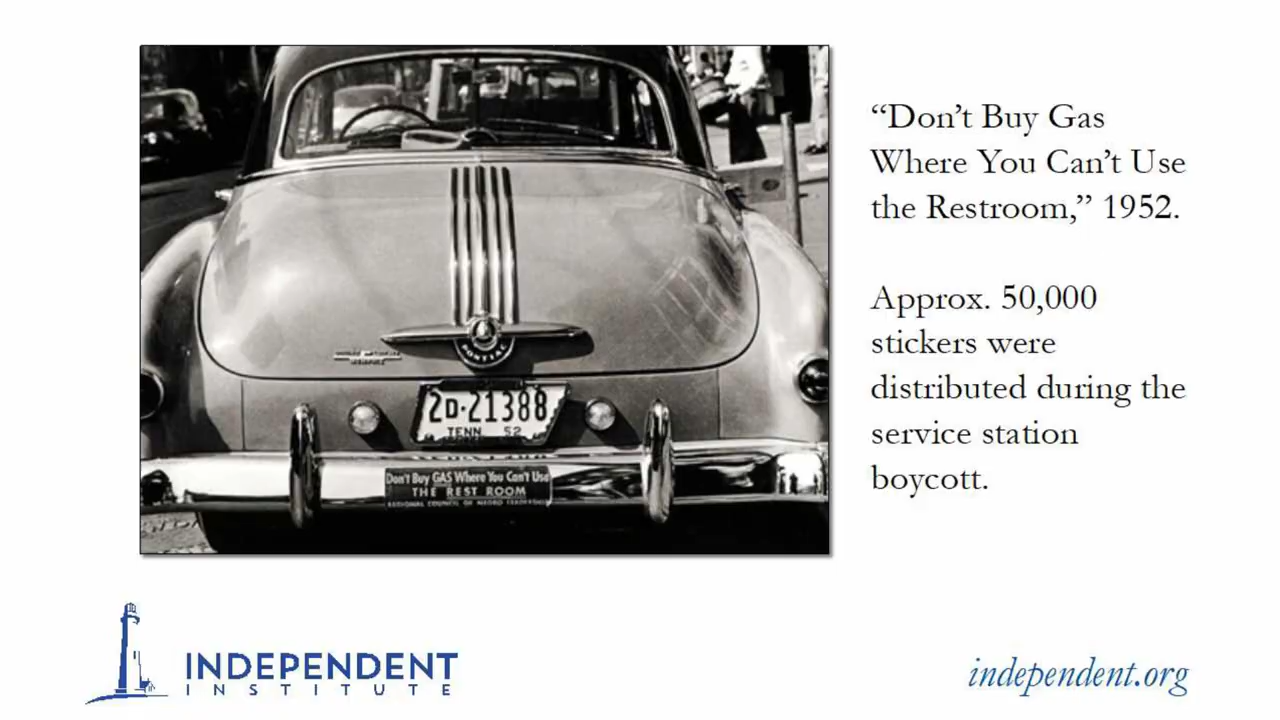 “Don’t Buy Gas
Where You Can’t Use
the Restroom,” 1952.
Approx. 50,000
stickers were
distributed during the
service station
boycott.
PONTIAC
2D·21388
TENN 52
Don't Buy GAS Where You Can't Use
THE REST ROOM
INDEPENDENT
INSTITUTE
independent.org